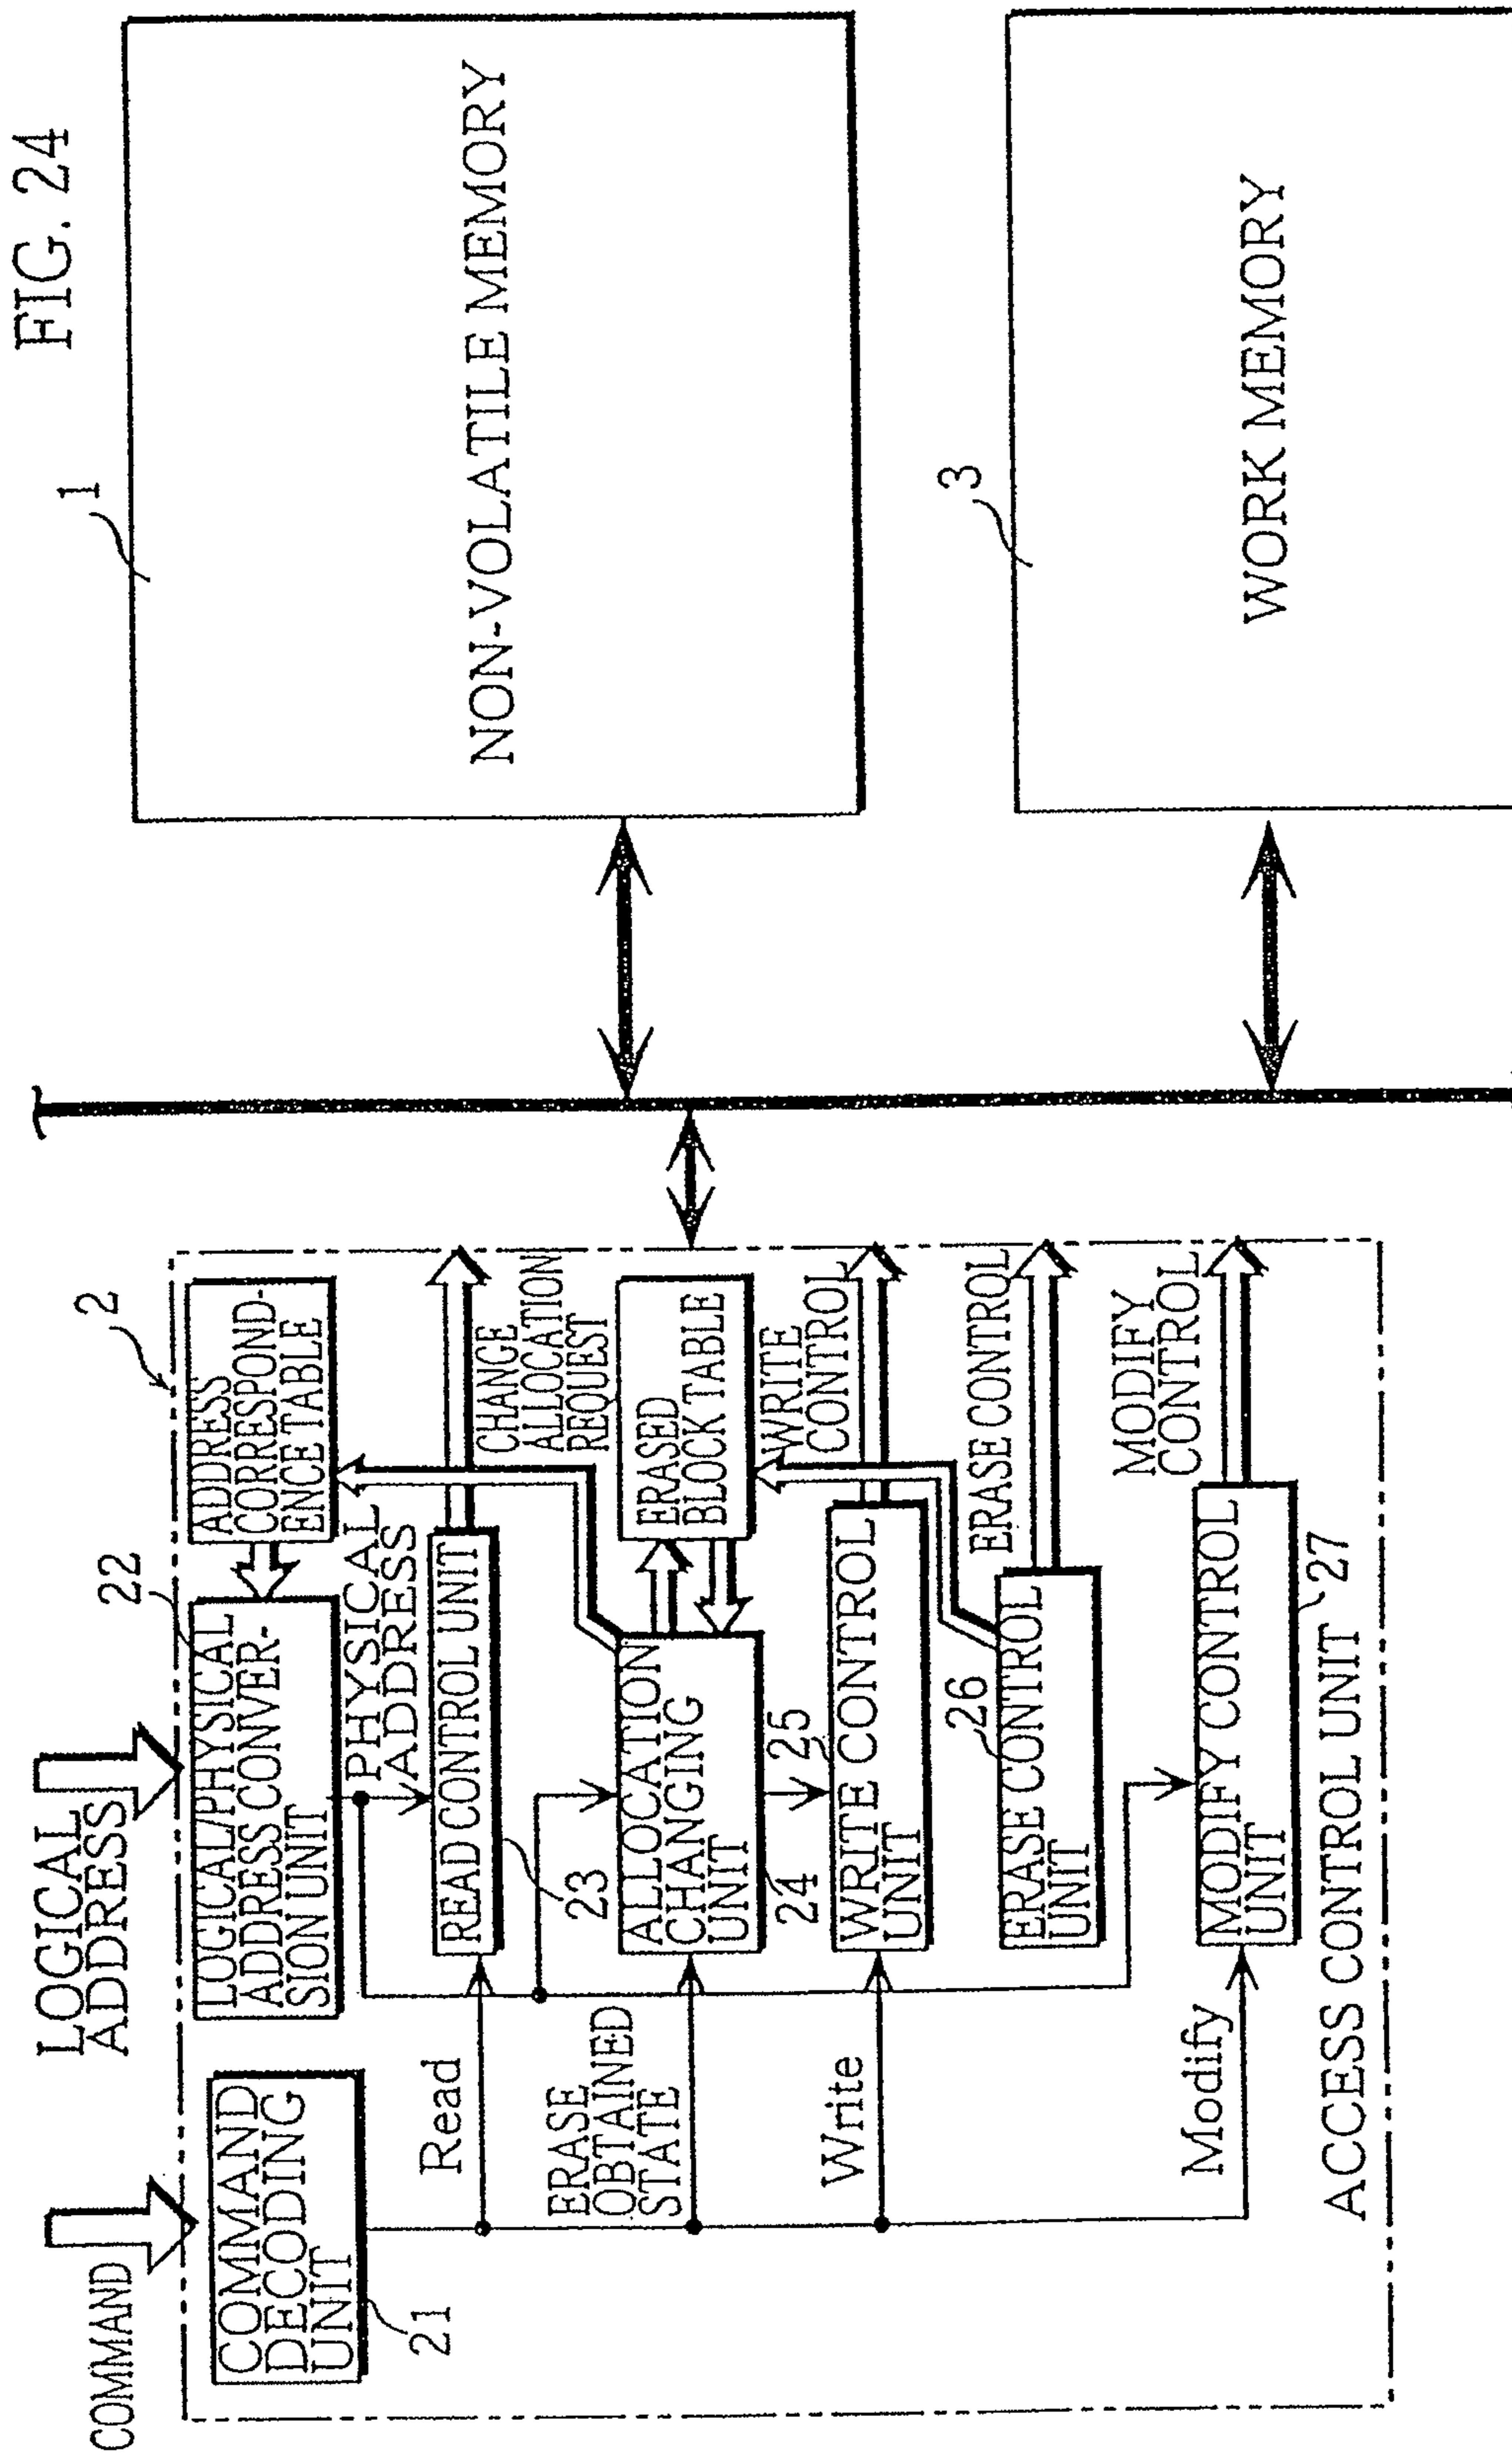 FIG. 24
COMMAND
LOGICAL
ADDRESS
2
1
COMMAND
DECODING
UNIT
21
LOGICAL/PHYSICAL
ADDRESS CONVER-
SION UNIT
22
ADDRESS
CORRESPOND-
ENCE TABLE
PHYSICAL
ADDRESS
Read
READ CONTROL UNIT
23
CHANGE
ALLOCATION
REQUEST
ERASE
OBTAINED
STATE
ALLOCATION
CHANGING
UNIT
24
ERASED
BLOCK TABLE
Write
WRITE CONTROL
UNIT
25
WRITE
CONTROL
ERASE CONTROL
UNIT
26
ERASE CONTROL
Modify
MODIFY CONTROL
UNIT
27
MODIFY
CONTROL
ACCESS CONTROL UNIT
NON-VOLATILE MEMORY
3
WORK MEMORY